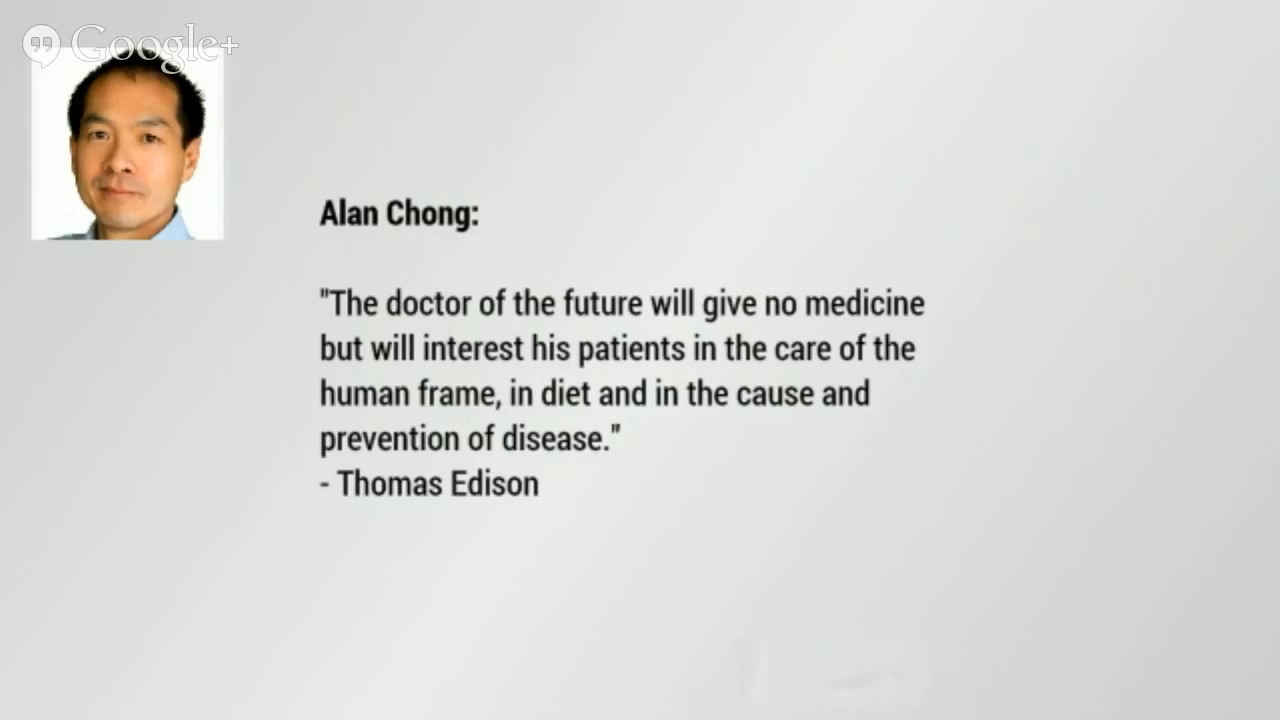 Google+
Alan Chong:
"The doctor of the future will give no medicine
but will interest his patients in the care of the
human frame, in diet and in the cause and
prevention of disease."
- Thomas Edison